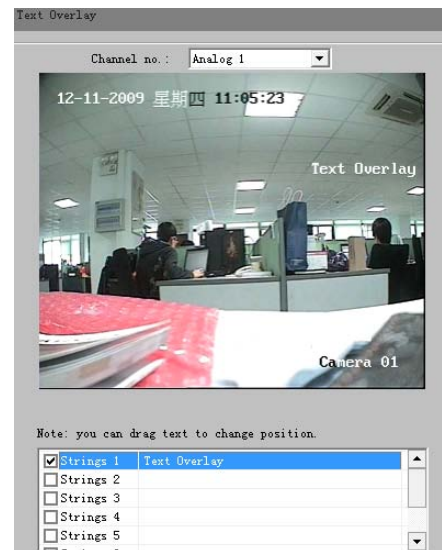 Text Overlay
Channel no.: Analog 1
12-11-2009 星期四 11:05:23
Text Overlay
Camera 01
Note: you can drag text to change position.
Strings 1 Text Overlay
Strings 2
Strings 3
Strings 4
Strings 5